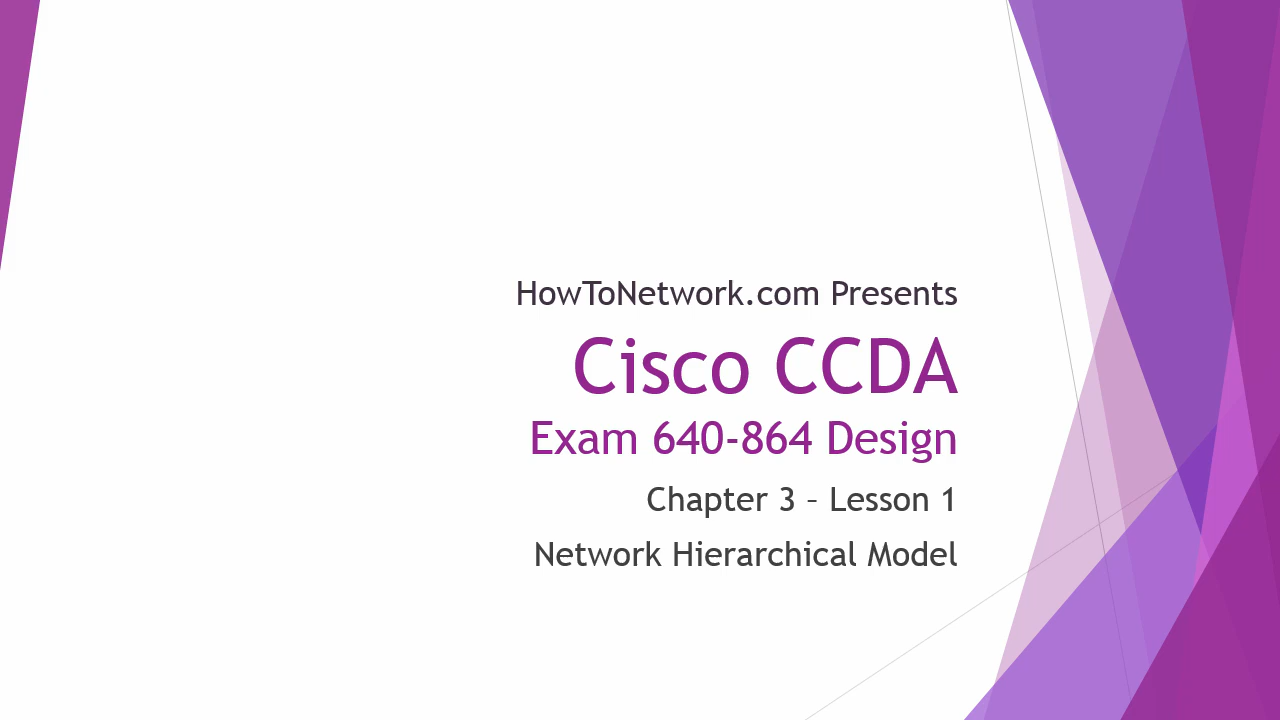 HowToNetwork.com Presents
Cisco CCDA
Exam 640-864 Design
Chapter 3 – Lesson 1
Network Hierarchical Model